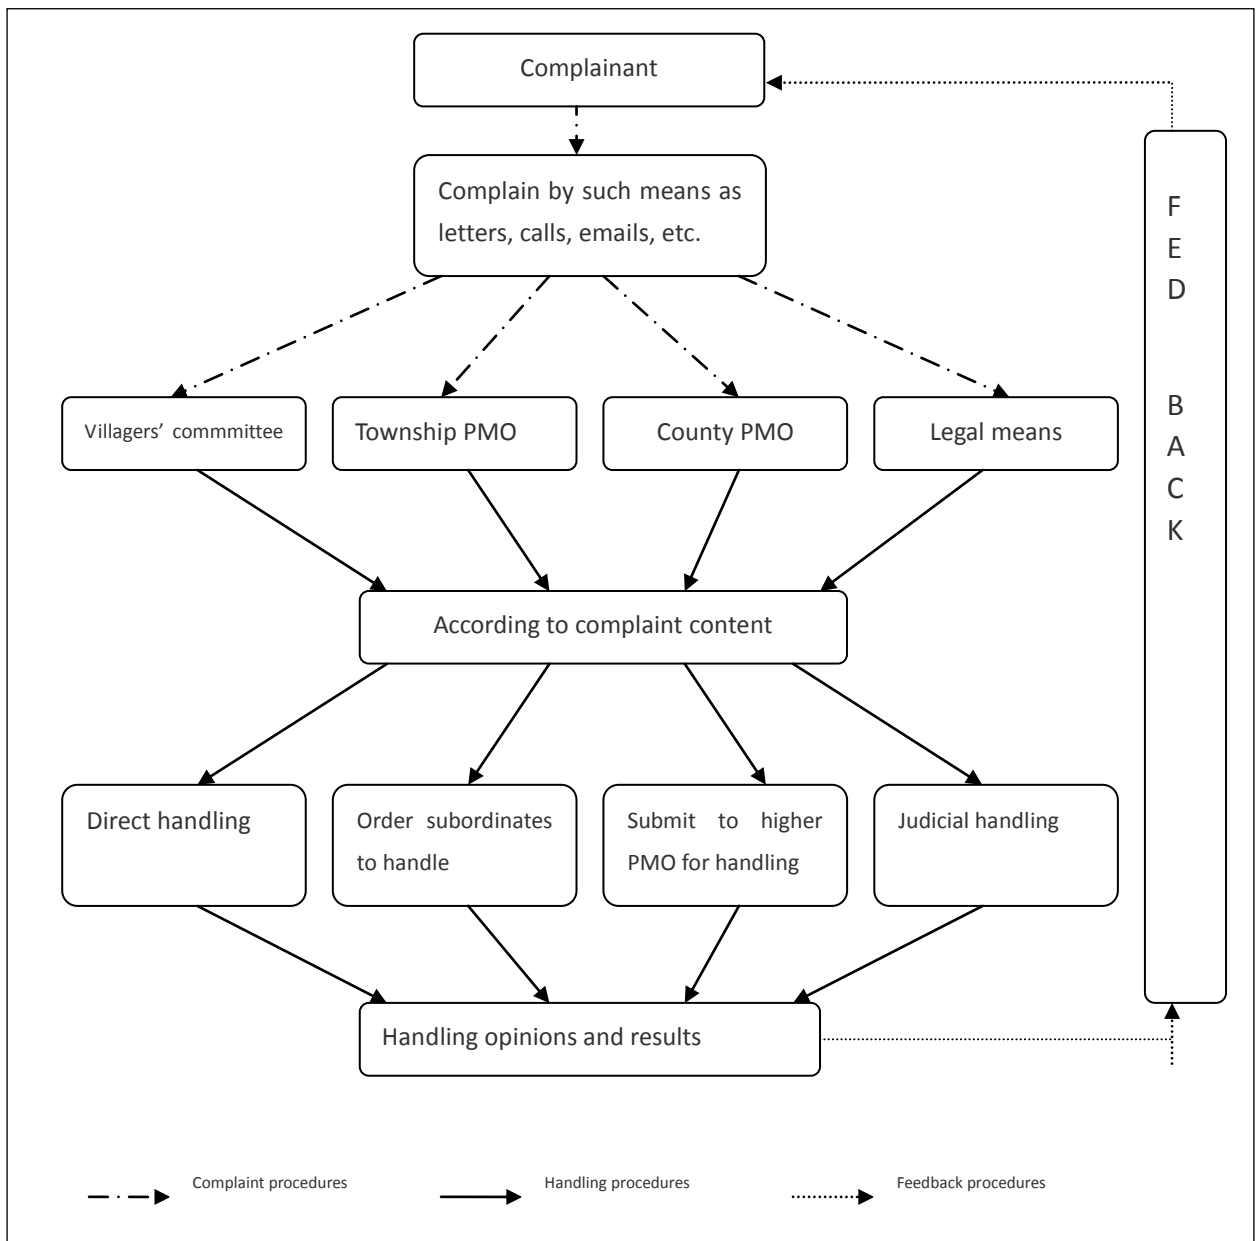 Complainant
Complain by such means as
letters, calls, emails, etc.
Villagers’ commmittee
Township PMO
County PMO
Legal means
According to complaint content
Direct handling
Order subordinates
to handle
Submit to higher
PMO for handling
Judicial handling
Handling opinions and results
F
E
D
B
A
C
K
Complaint procedures
Handling procedures
Feedback procedures